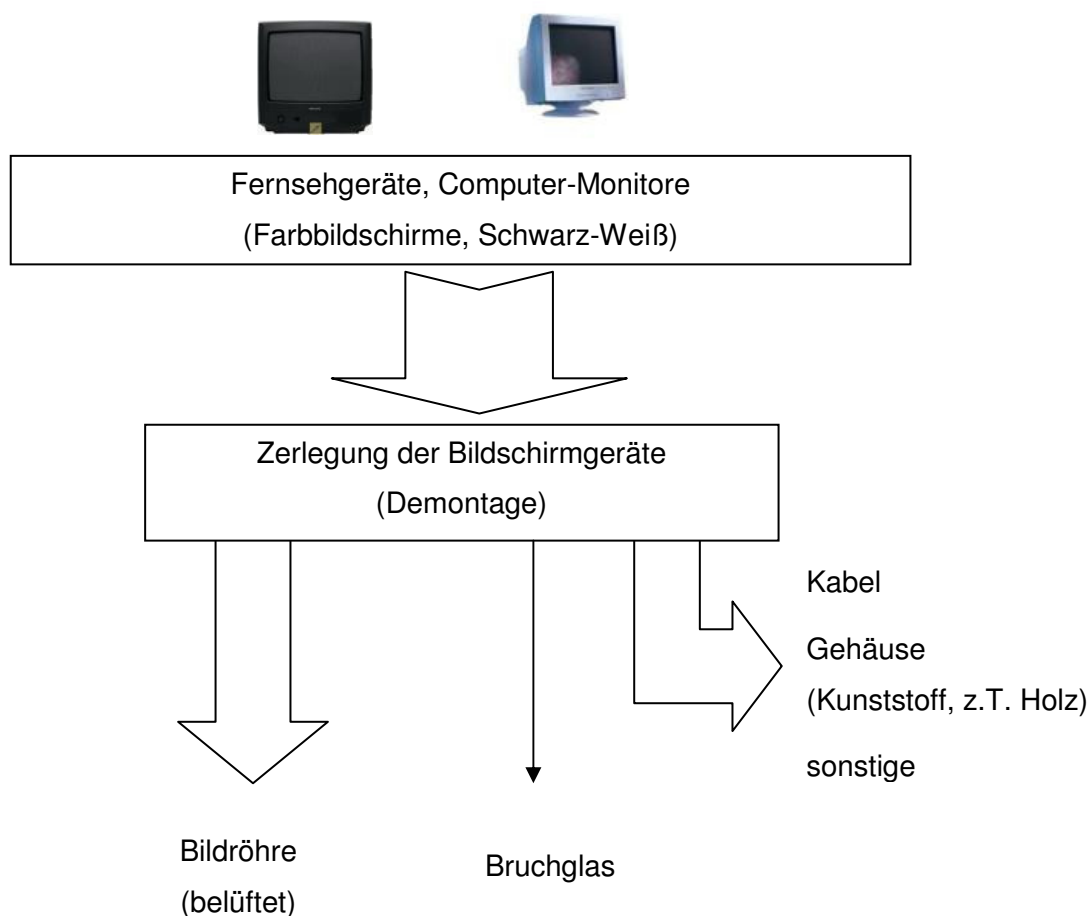 Fernsehgeräte, Computer-Monitore
(Farbbildschirme, Schwarz-Weiß)
Zerlegung der Bildschirmgeräte
(Demontage)
Kabel
Gehäuse
(Kunststoff, z.T. Holz)
sonstige
Bildröhre
(belüftet)
Bruchglas